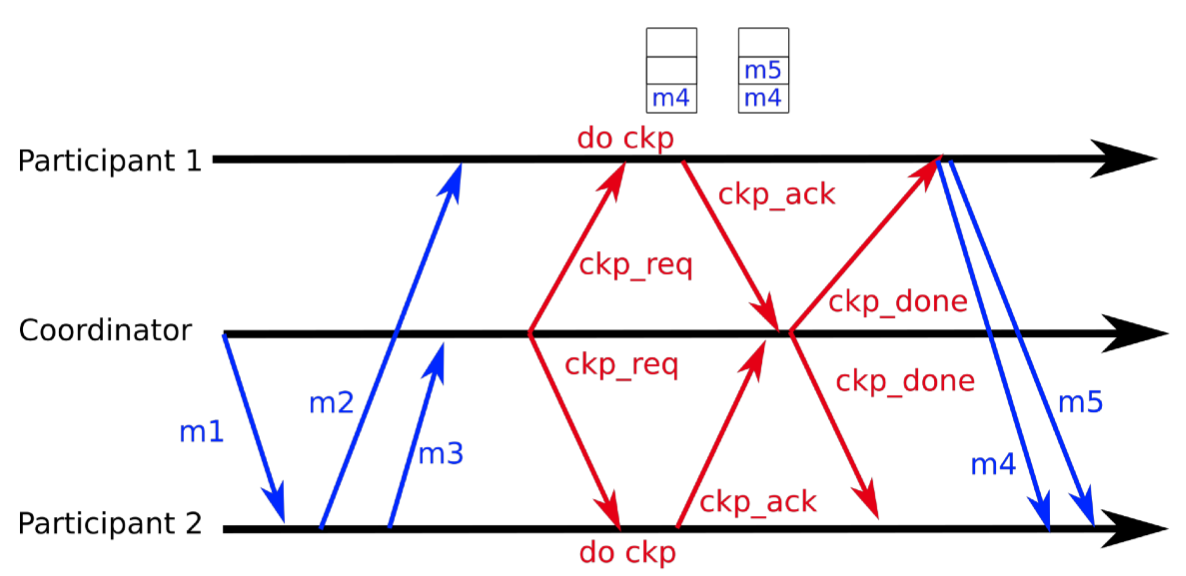 m5
m4
m4
do ckp
Participant 1
ckp_ack
ckp_req
ckp_done
Coordinator
ckp_req
ckp_done
m2
m5
m1
m3
m4
ckp_ack
Participant 2
do ckp